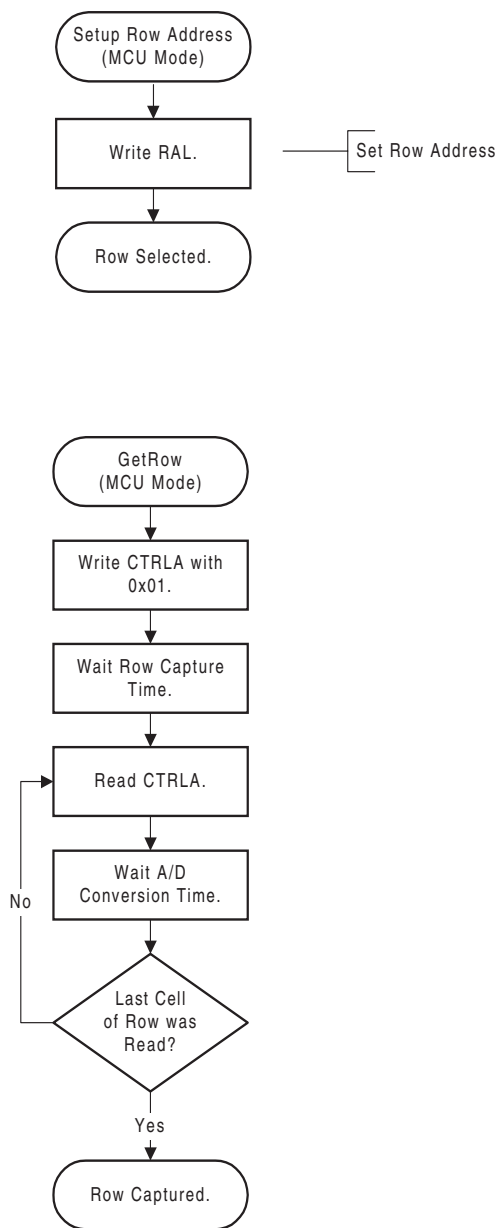 Setup Row Address
(MCU Mode)
Write RAL.
Set Row Address
Row Selected.
GetRow
(MCU Mode)
Write CTRLA with
0x01.
Wait Row Capture
Time.
Read CTRLA.
Wait A/D
Conversion Time.
No
Last Cell
of Row was
Read?
Yes
Row Captured.